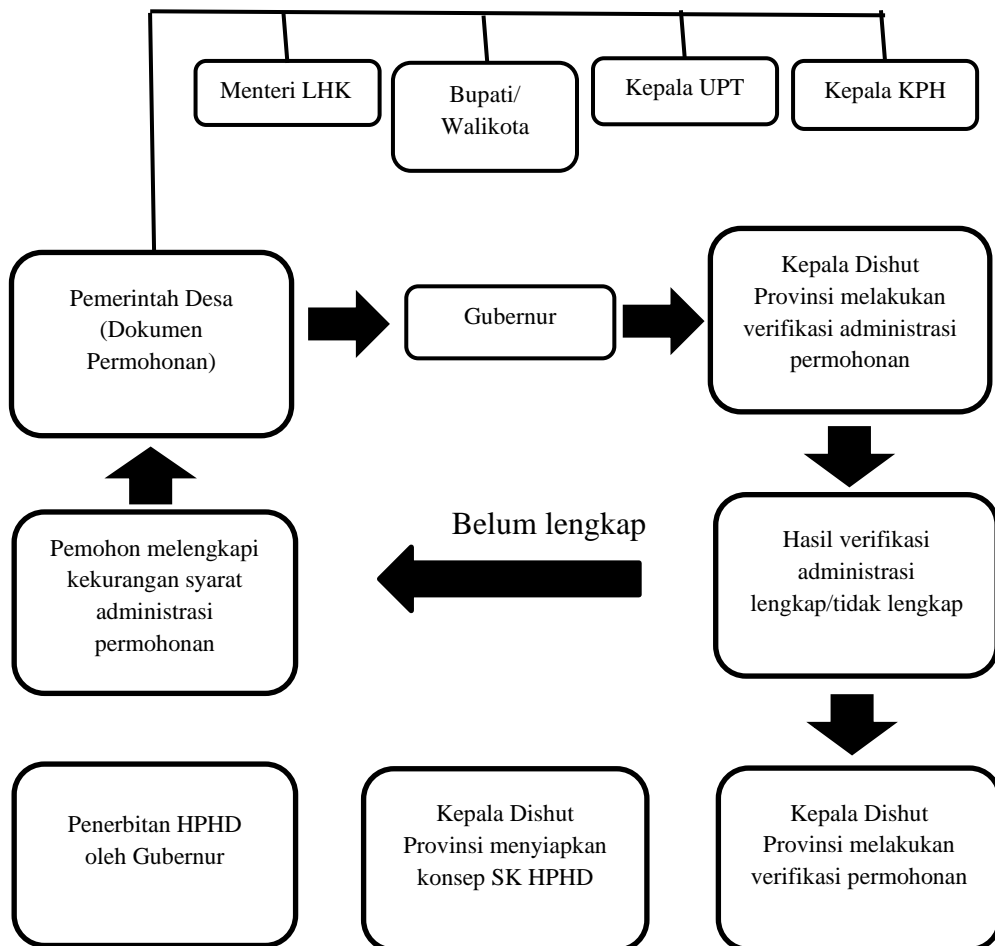 Menteri LHK
Bupati/
Walikota
Kepala UPT
Kepala KPH
Pemerintah Desa
(Dokumen
Permohonan)
Gubernur
Kepala Dishut
Provinsi melakukan
verifikasi administrasi
permohonan
Pemohon melengkapi
kekurangan syarat
administrasi
permohonan
Belum lengkap
Hasil verifikasi
administrasi
lengkap/tidak lengkap
Penerbitan HPHD
oleh Gubernur
Kepala Dishut
Provinsi menyiapkan
konsep SK HPHD
Kepala Dishut
Provinsi melakukan
verifikasi permohonan